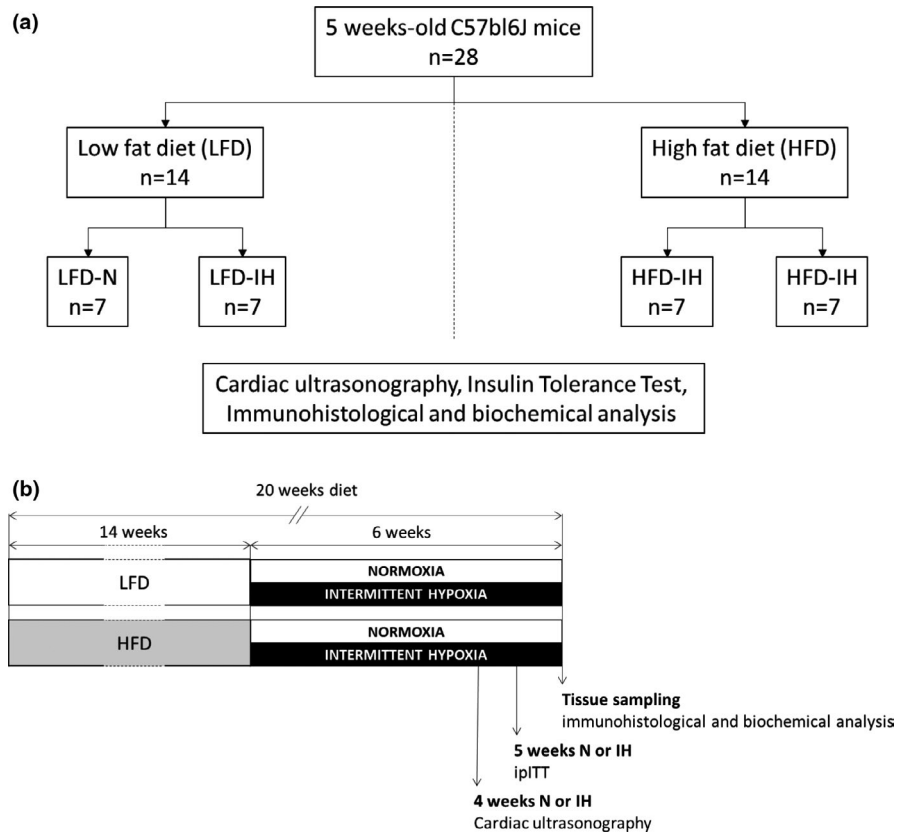 (a)
5 weeks-old C57bl6J mice
n=28
Low fat diet (LFD)
n=14
High fat diet (HFD)
n=14
LFD-N
n=7
LFD-IH
n=7
HFD-IH
n=7
HFD-IH
n=7
Cardiac ultrasonography, Insulin Tolerance Test,
Immunohistological and biochemical analysis
(b)
20 weeks diet
14 weeks
6 weeks
LFD
NORMOXIA
INTERMITTENT HYPOXIA
HFD
NORMOXIA
INTERMITTENT HYPOXIA
Tissue sampling
immunohistological and biochemical analysis
5 weeks N or IH
ipITT
4 weeks N or IH
Cardiac ultrasonography